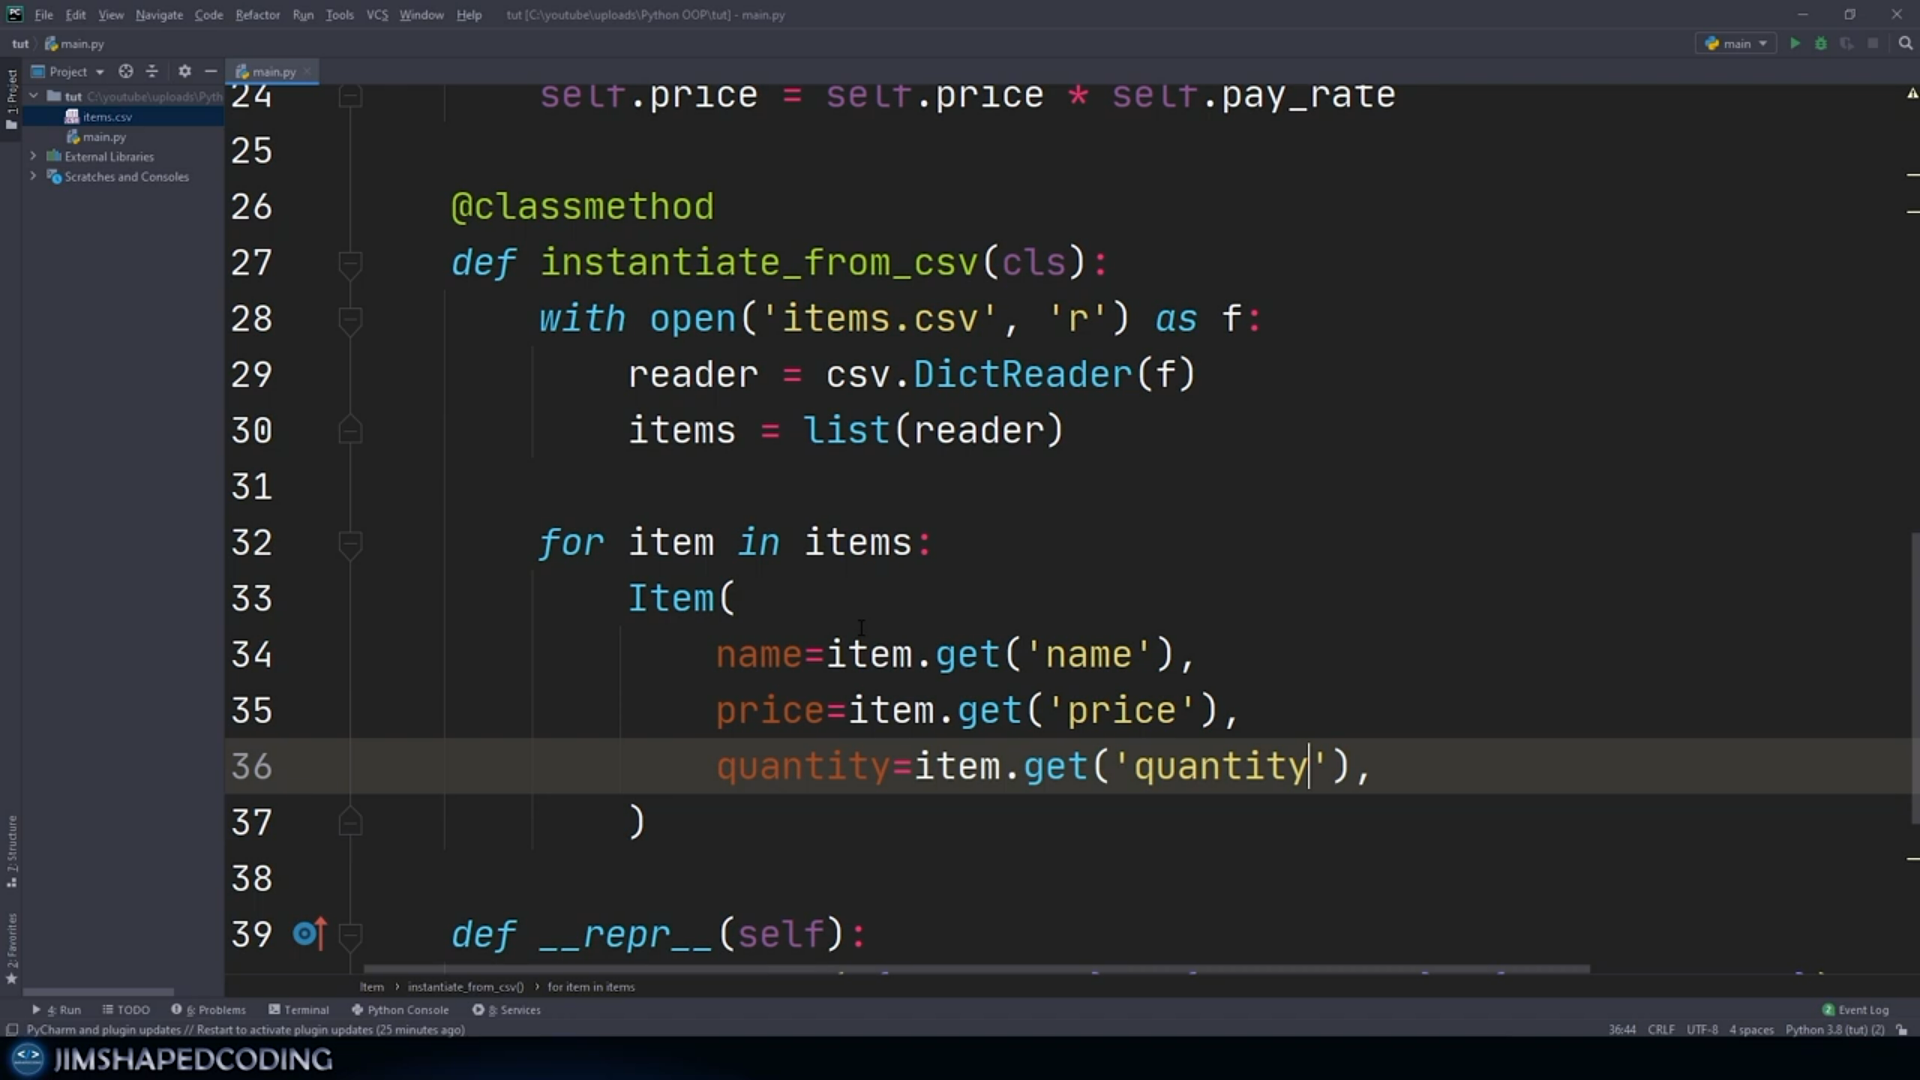 File Edit View Navigate Code Refactor Run Tools VCS Window Help tut [C:\youtube\uploads\Python OOP\tut] - main.py
tut main.py main
Project main.py
tut C:\youtube\uploads\Pyth
items.csv
main.py
External Libraries
Scratches and Consoles
1: Project
7: Structure
2: Favorites
24 self.price = self.price * self.pay_rate
25
26 @classmethod
27 def instantiate_from_csv(cls):
28 with open('items.csv', 'r') as f:
29 reader = csv.DictReader(f)
30 items = list(reader)
31
32 for item in items:
33 Item(
34 name=item.get('name'),
35 price=item.get('price'),
36 quantity=item.get('quantity'),
37 )
38
39 def __repr__(self):
Item › instantiate_from_csv() › for item in items
4: Run TODO 6: Problems Terminal Python Console 8: Services 2 Event Log
PyCharm and plugin updates // Restart to activate plugin updates (25 minutes ago) 36:44 CRLF UTF-8 4 spaces Python 3.8 (tut) (2)
</> JIMSHAPEDCODING